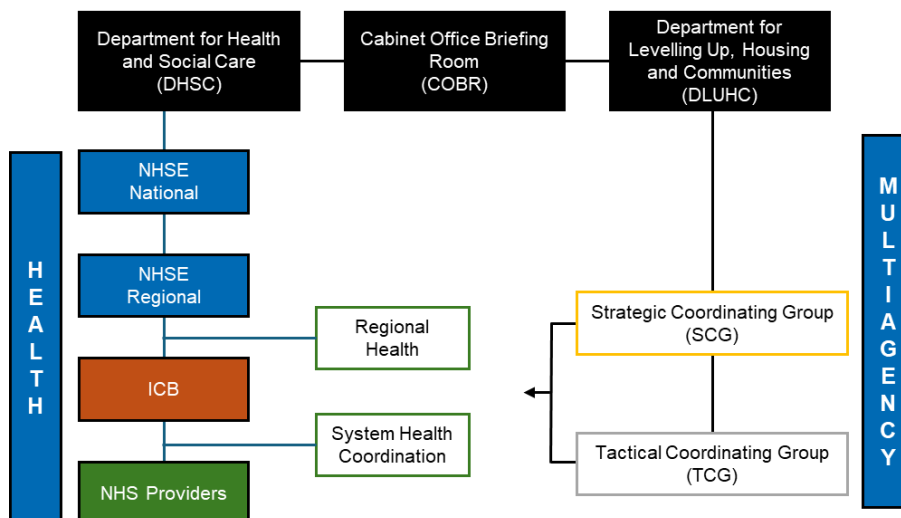 Department for Health
and Social Care
(DHSC)
Cabinet Office Briefing
Room
(COBR)
Department for
Levelling Up, Housing
and Communities
(DLUHC)
HEALTH
NHSE
National
NHSE
Regional
Regional
Health
ICB
System Health
Coordination
NHS Providers
Strategic Coordinating Group
(SCG)
Tactical Coordinating Group
(TCG)
MULTIAGENCY